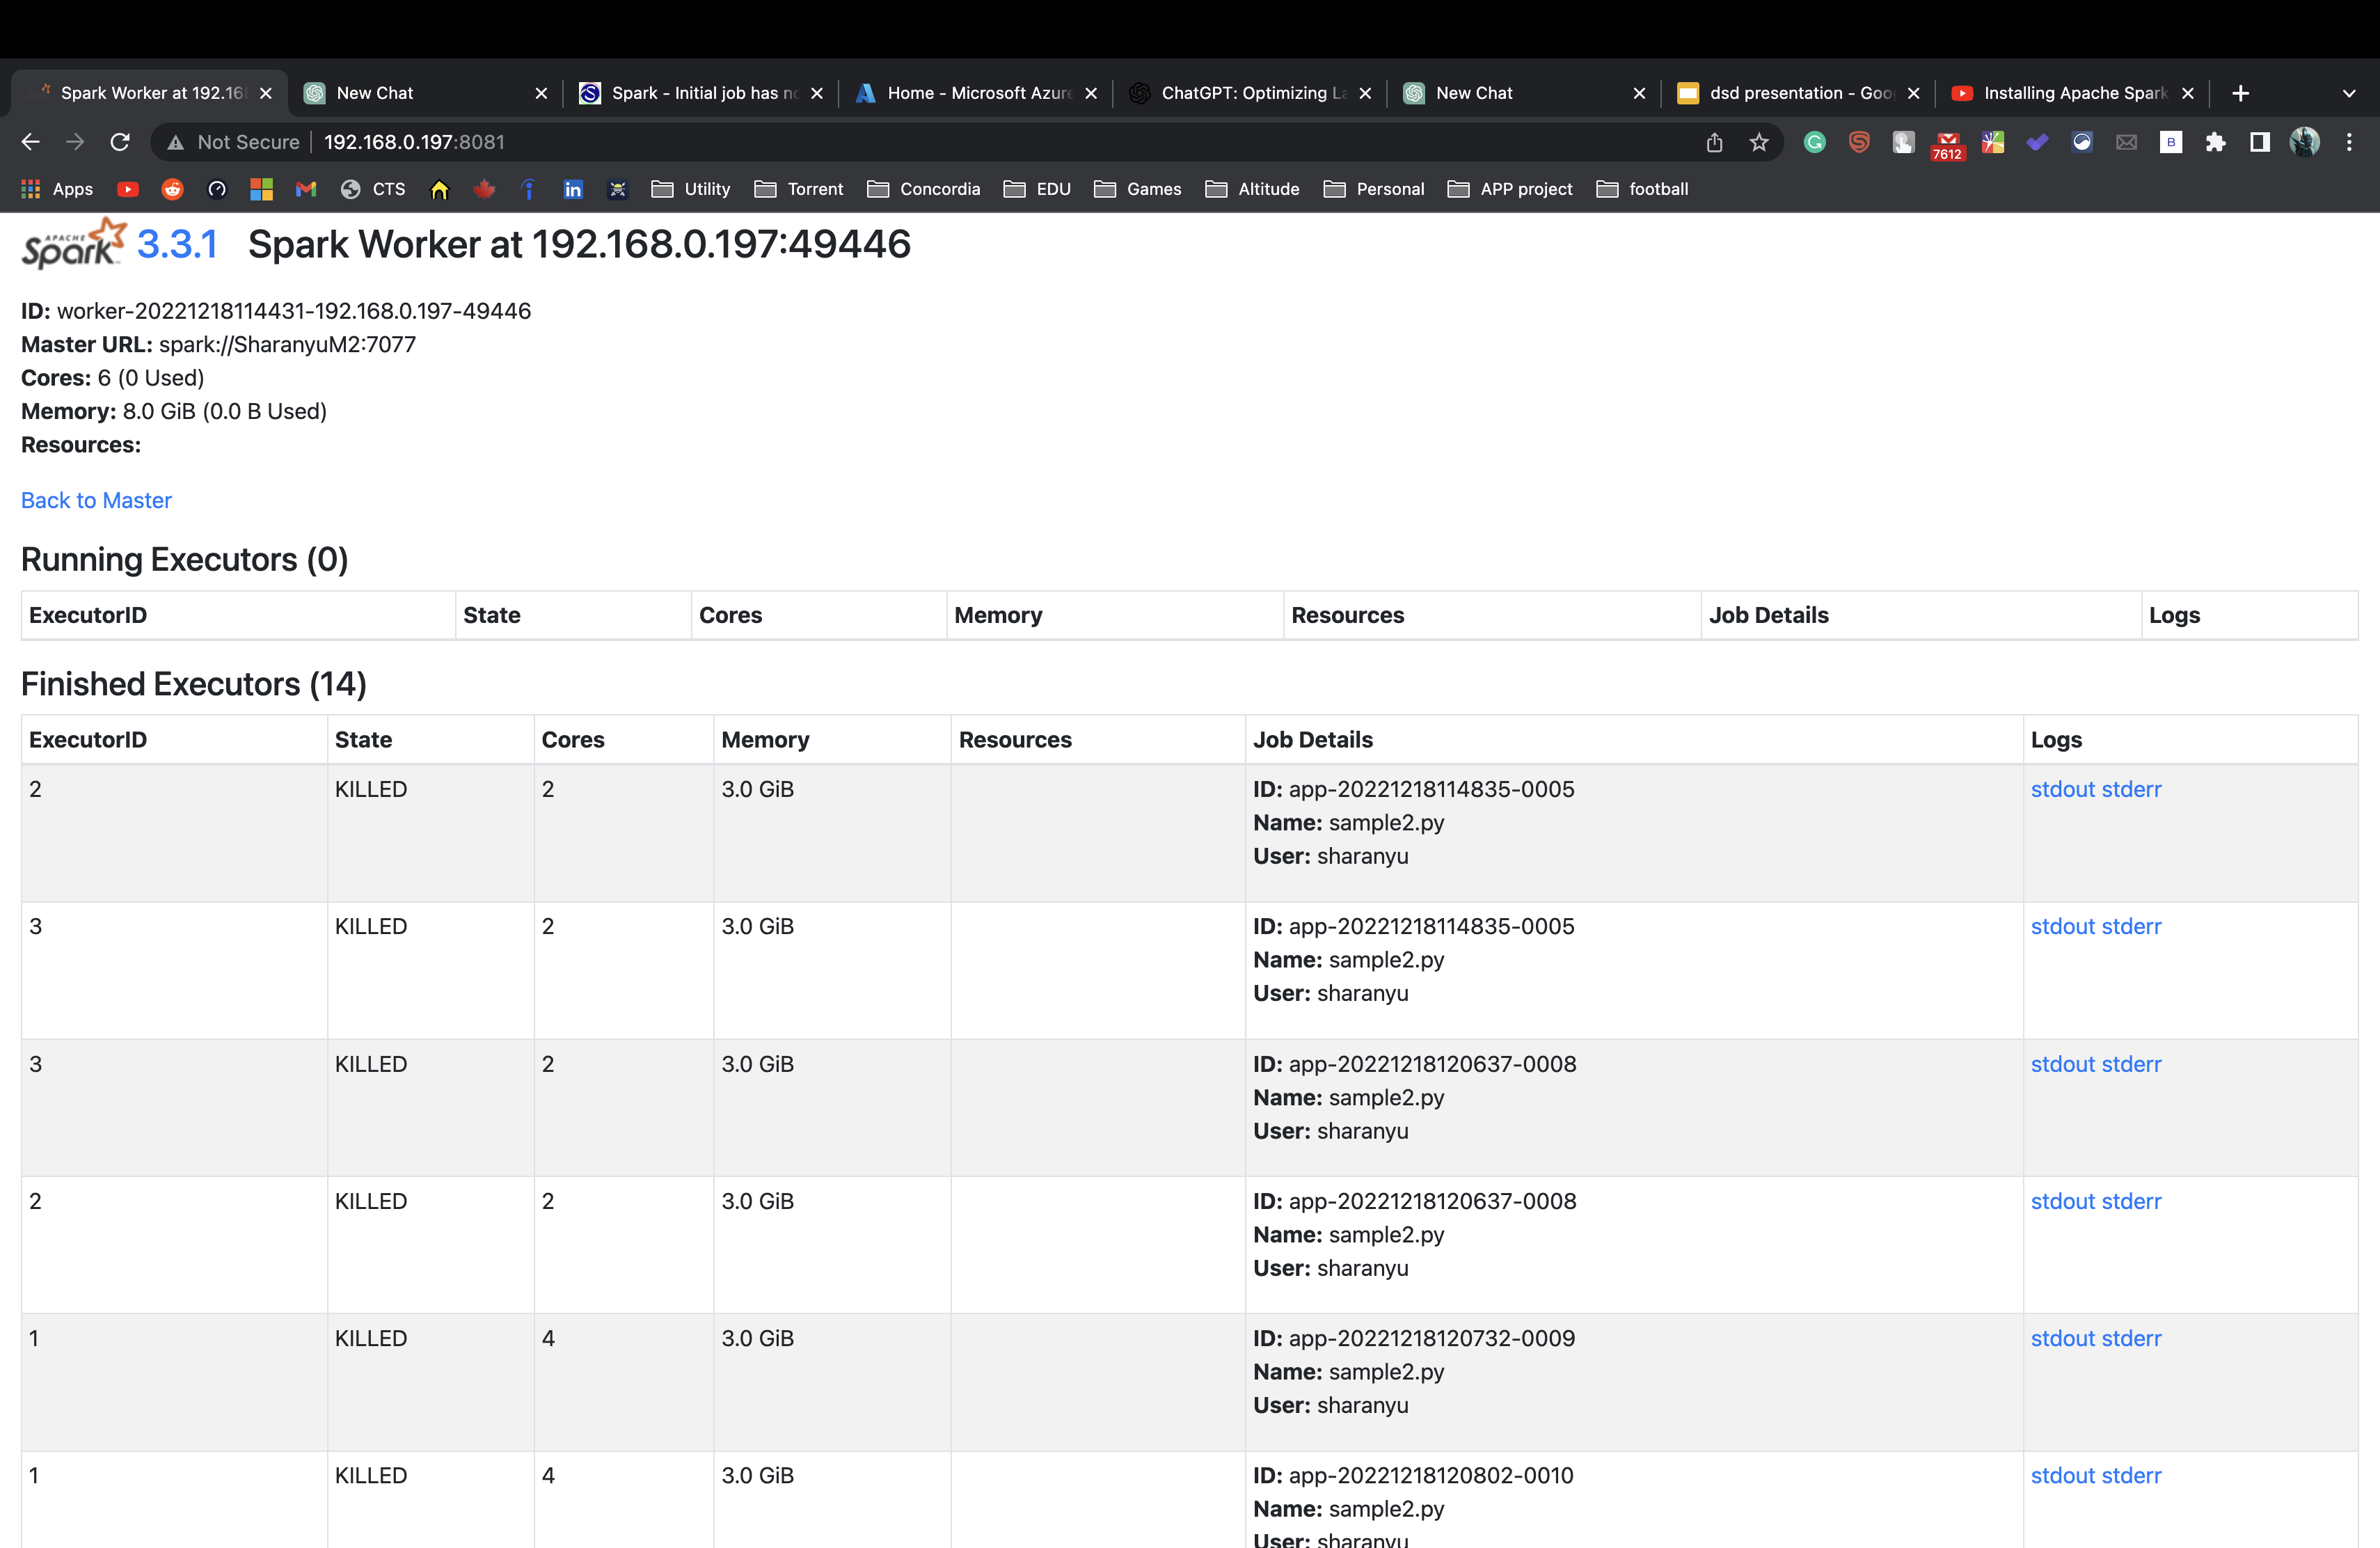 Spark Worker at 192.168
New Chat
Spark - Initial job has no
Home - Microsoft Azure
ChatGPT: Optimizing La
New Chat
dsd presentation - Goo
Installing Apache Spark
Not Secure | 192.168.0.197:8081
7612
Apps
CTS
Utility
Torrent
Concordia
EDU
Games
Altitude
Personal
APP project
football
APACHE Spark 3.3.1 Spark Worker at 192.168.0.197:49446
ID: worker-20221218114431-192.168.0.197-49446
Master URL: spark://SharanyuM2:7077
Cores: 6 (0 Used)
Memory: 8.0 GiB (0.0 B Used)
Resources:
Back to Master
Running Executors (0)
ExecutorID State Cores Memory Resources Job Details Logs
Finished Executors (14)
ExecutorID State Cores Memory Resources Job Details Logs
2 KILLED 2 3.0 GiB ID: app-20221218114835-0005 stdout stderr
Name: sample2.py
User: sharanyu
3 KILLED 2 3.0 GiB ID: app-20221218114835-0005 stdout stderr
Name: sample2.py
User: sharanyu
3 KILLED 2 3.0 GiB ID: app-20221218120637-0008 stdout stderr
Name: sample2.py
User: sharanyu
2 KILLED 2 3.0 GiB ID: app-20221218120637-0008 stdout stderr
Name: sample2.py
User: sharanyu
1 KILLED 4 3.0 GiB ID: app-20221218120732-0009 stdout stderr
Name: sample2.py
User: sharanyu
1 KILLED 4 3.0 GiB ID: app-20221218120802-0010 stdout stderr
Name: sample2.py
User: sharanyu